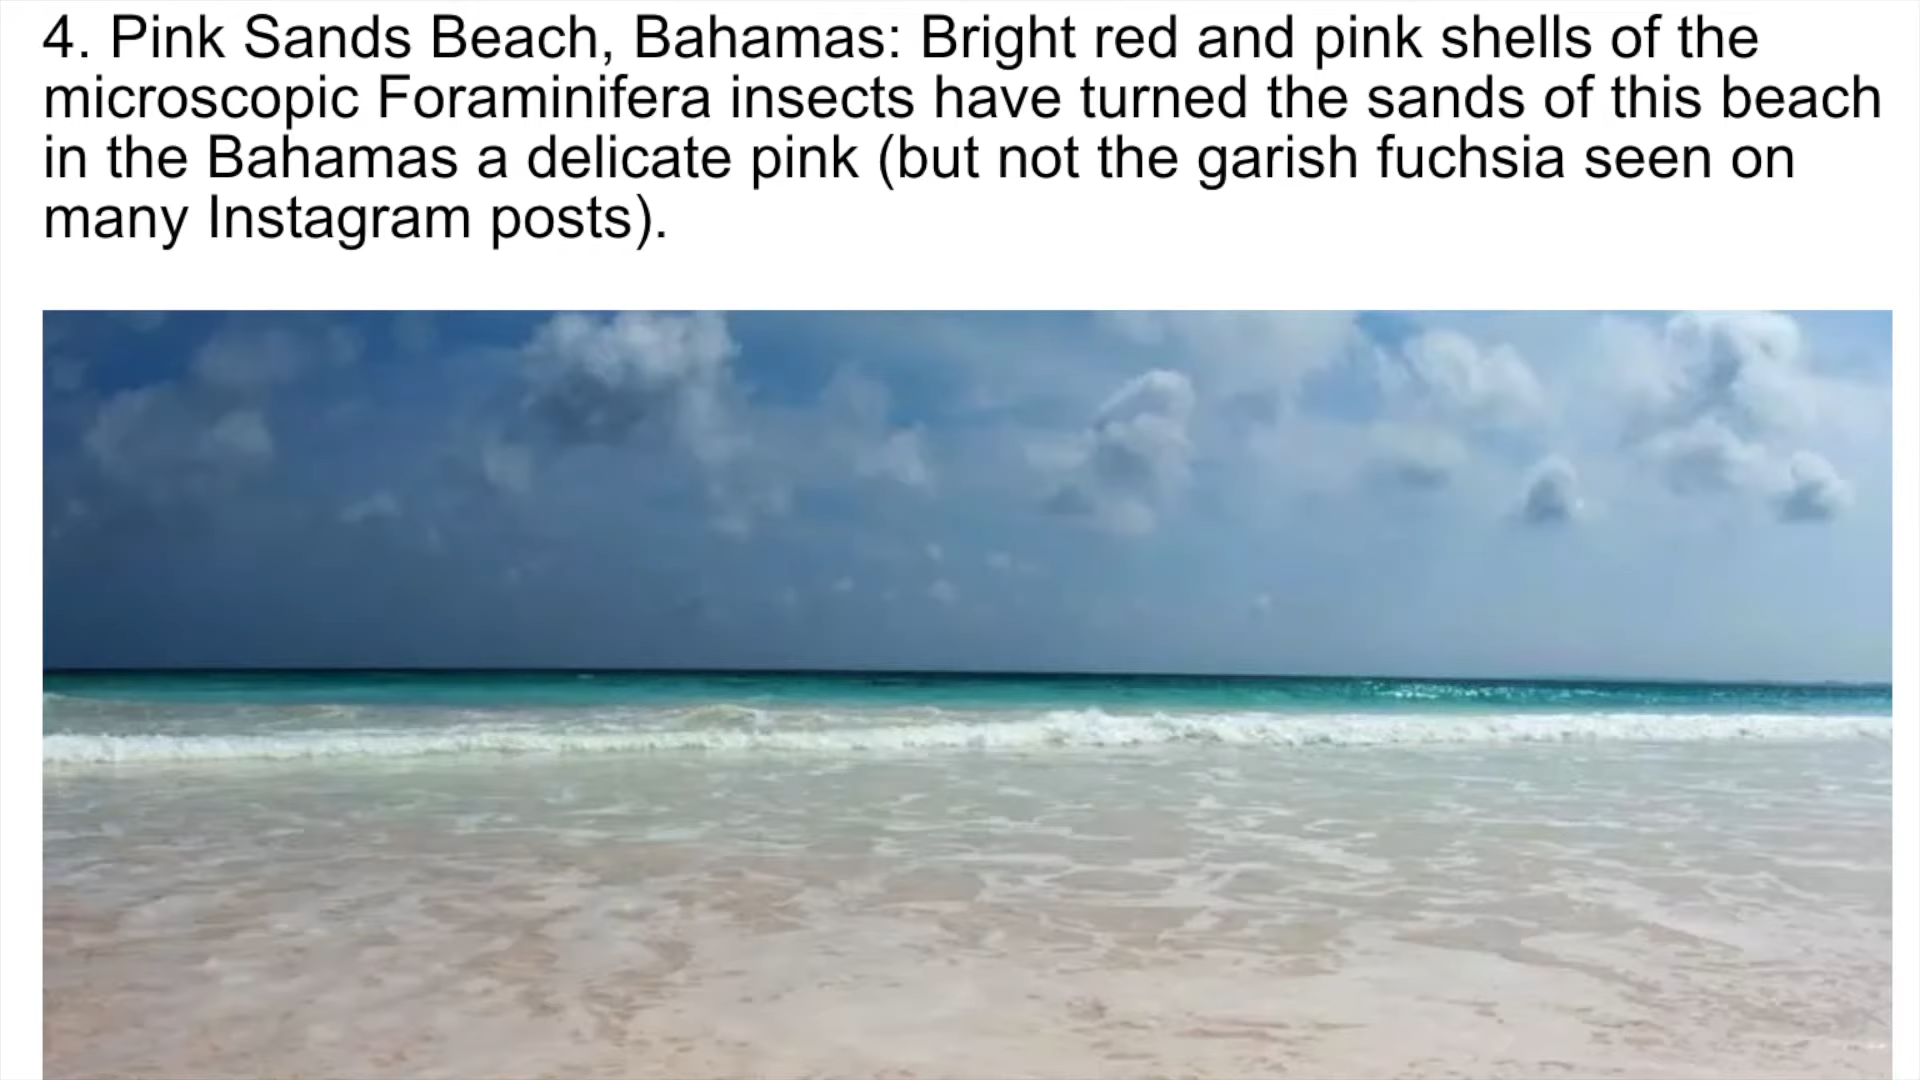 4. Pink Sands Beach, Bahamas: Bright red and pink shells of the
microscopic Foraminifera insects have turned the sands of this beach
in the Bahamas a delicate pink (but not the garish fuchsia seen on
many Instagram posts).